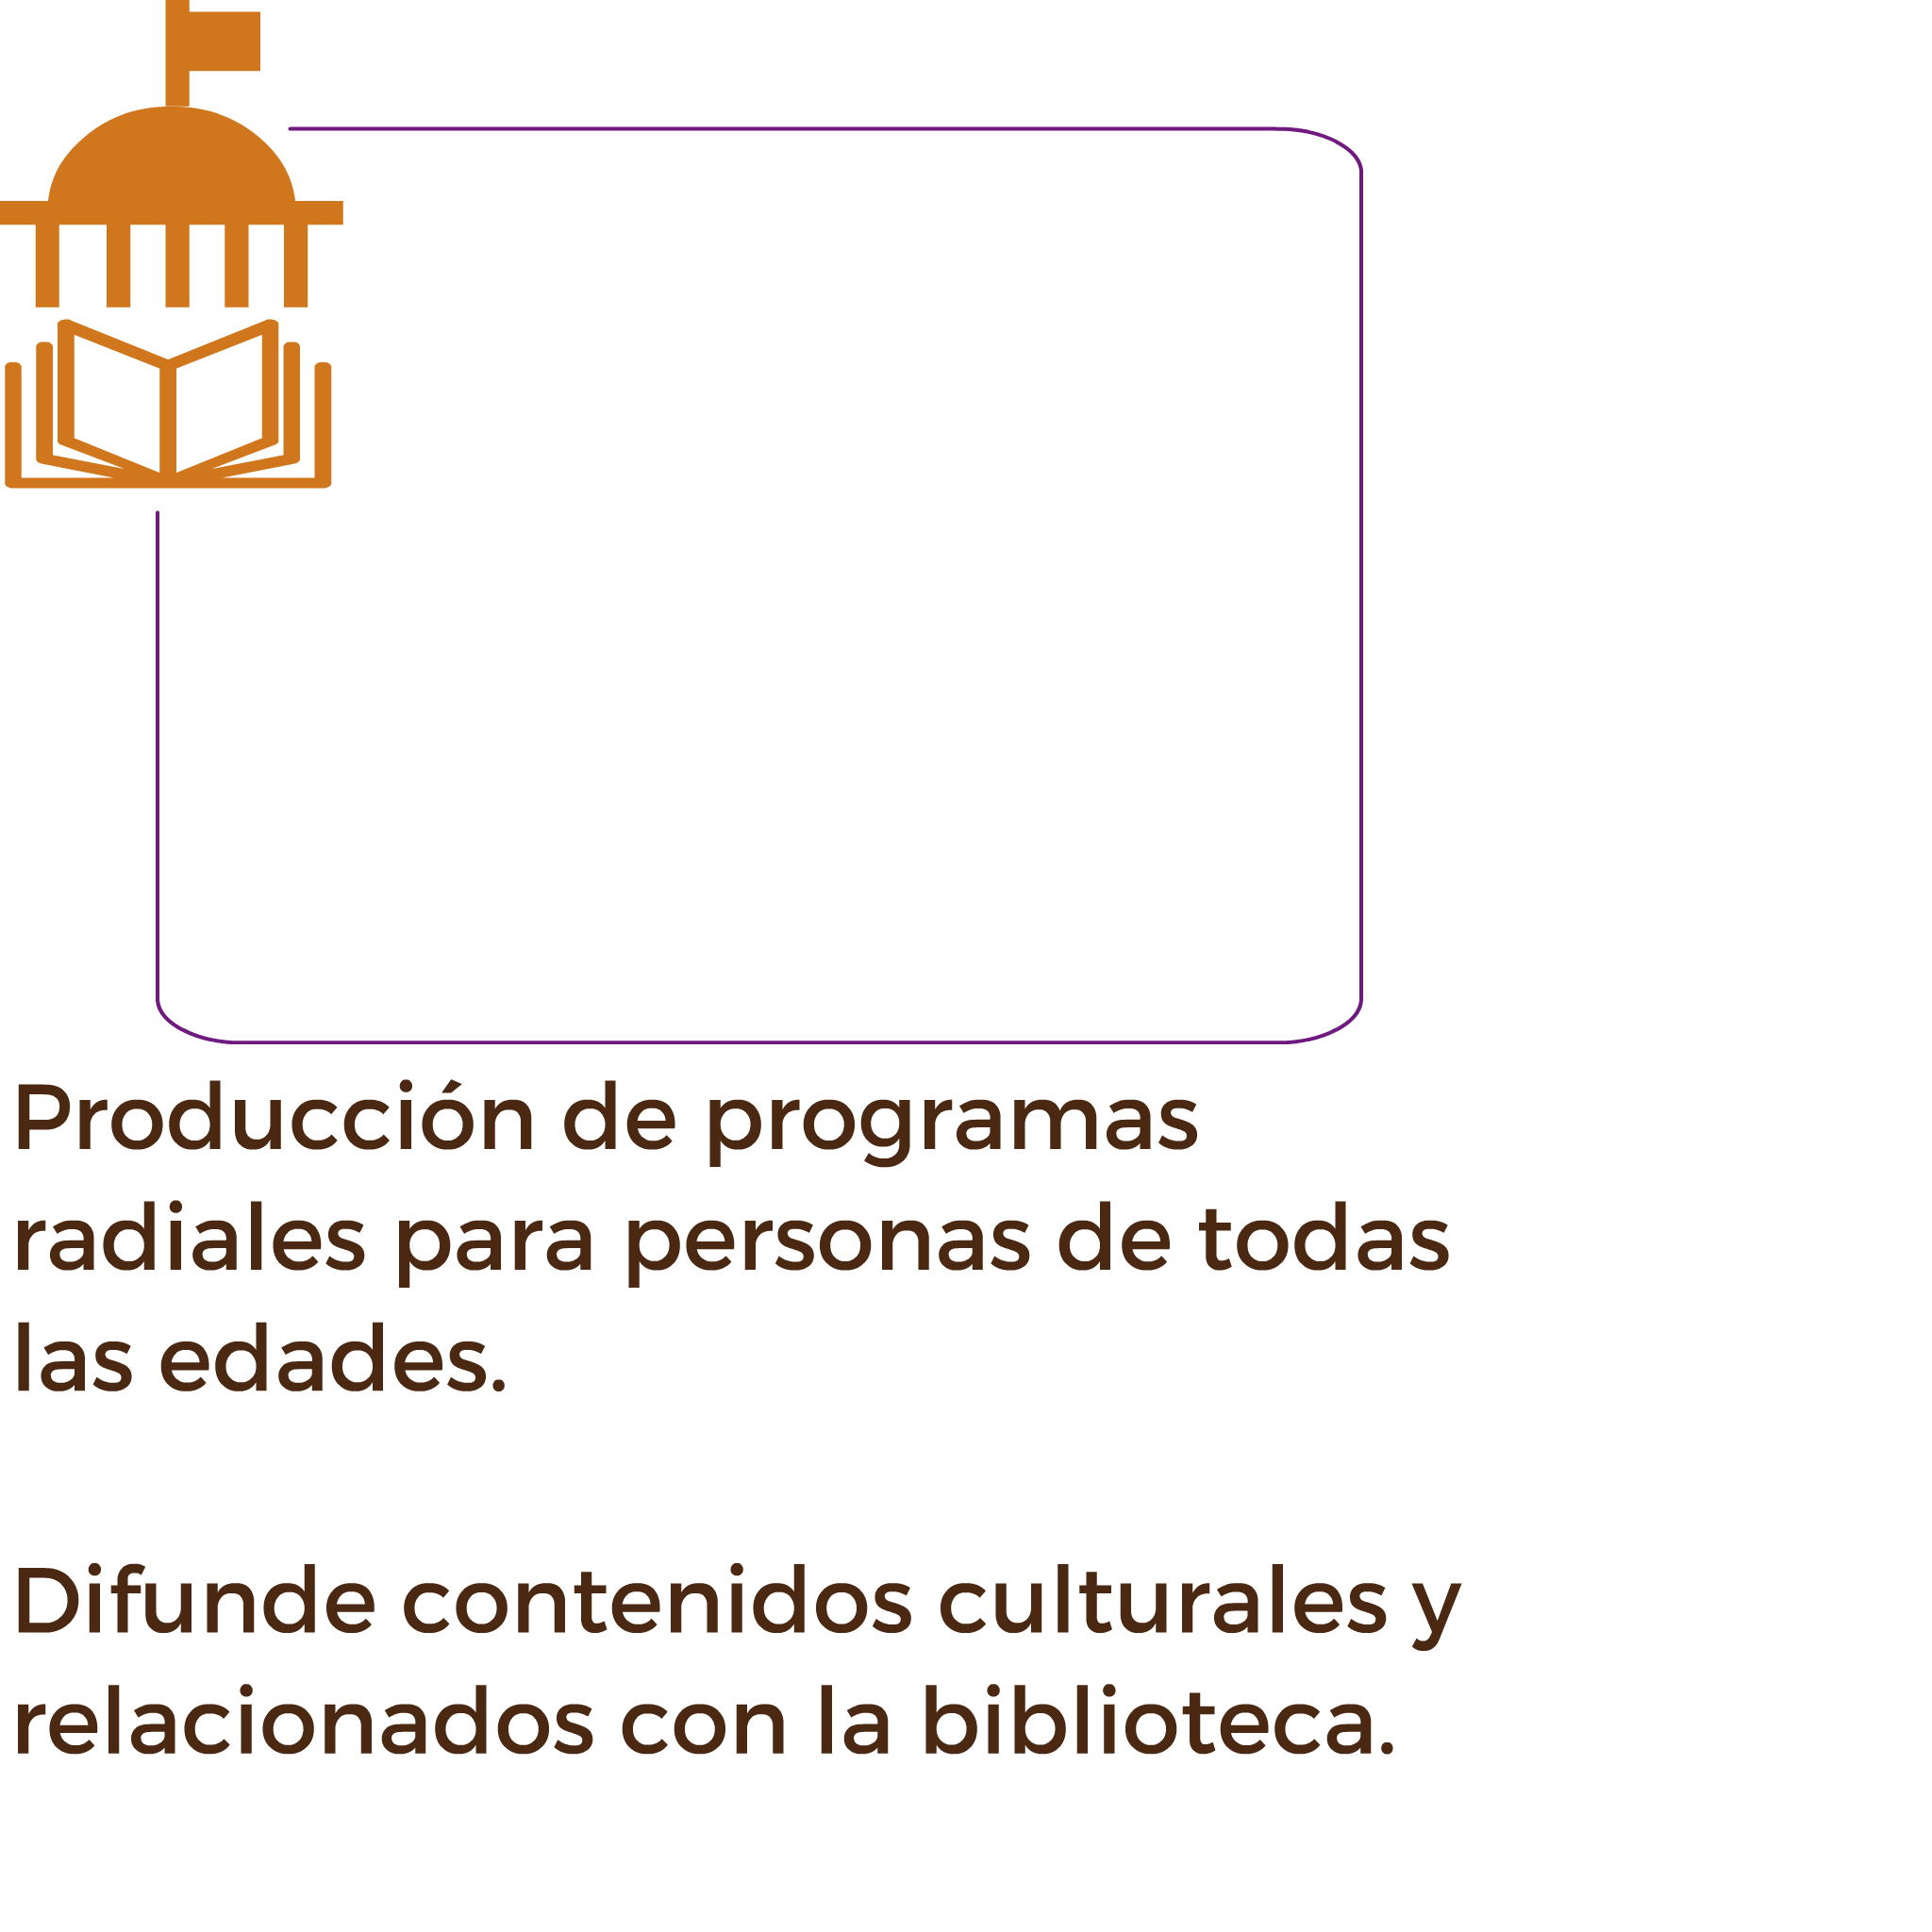 Producción de programas
radiales para personas de todas
las edades.
Difunde contenidos culturales y
relacionados con la biblioteca.